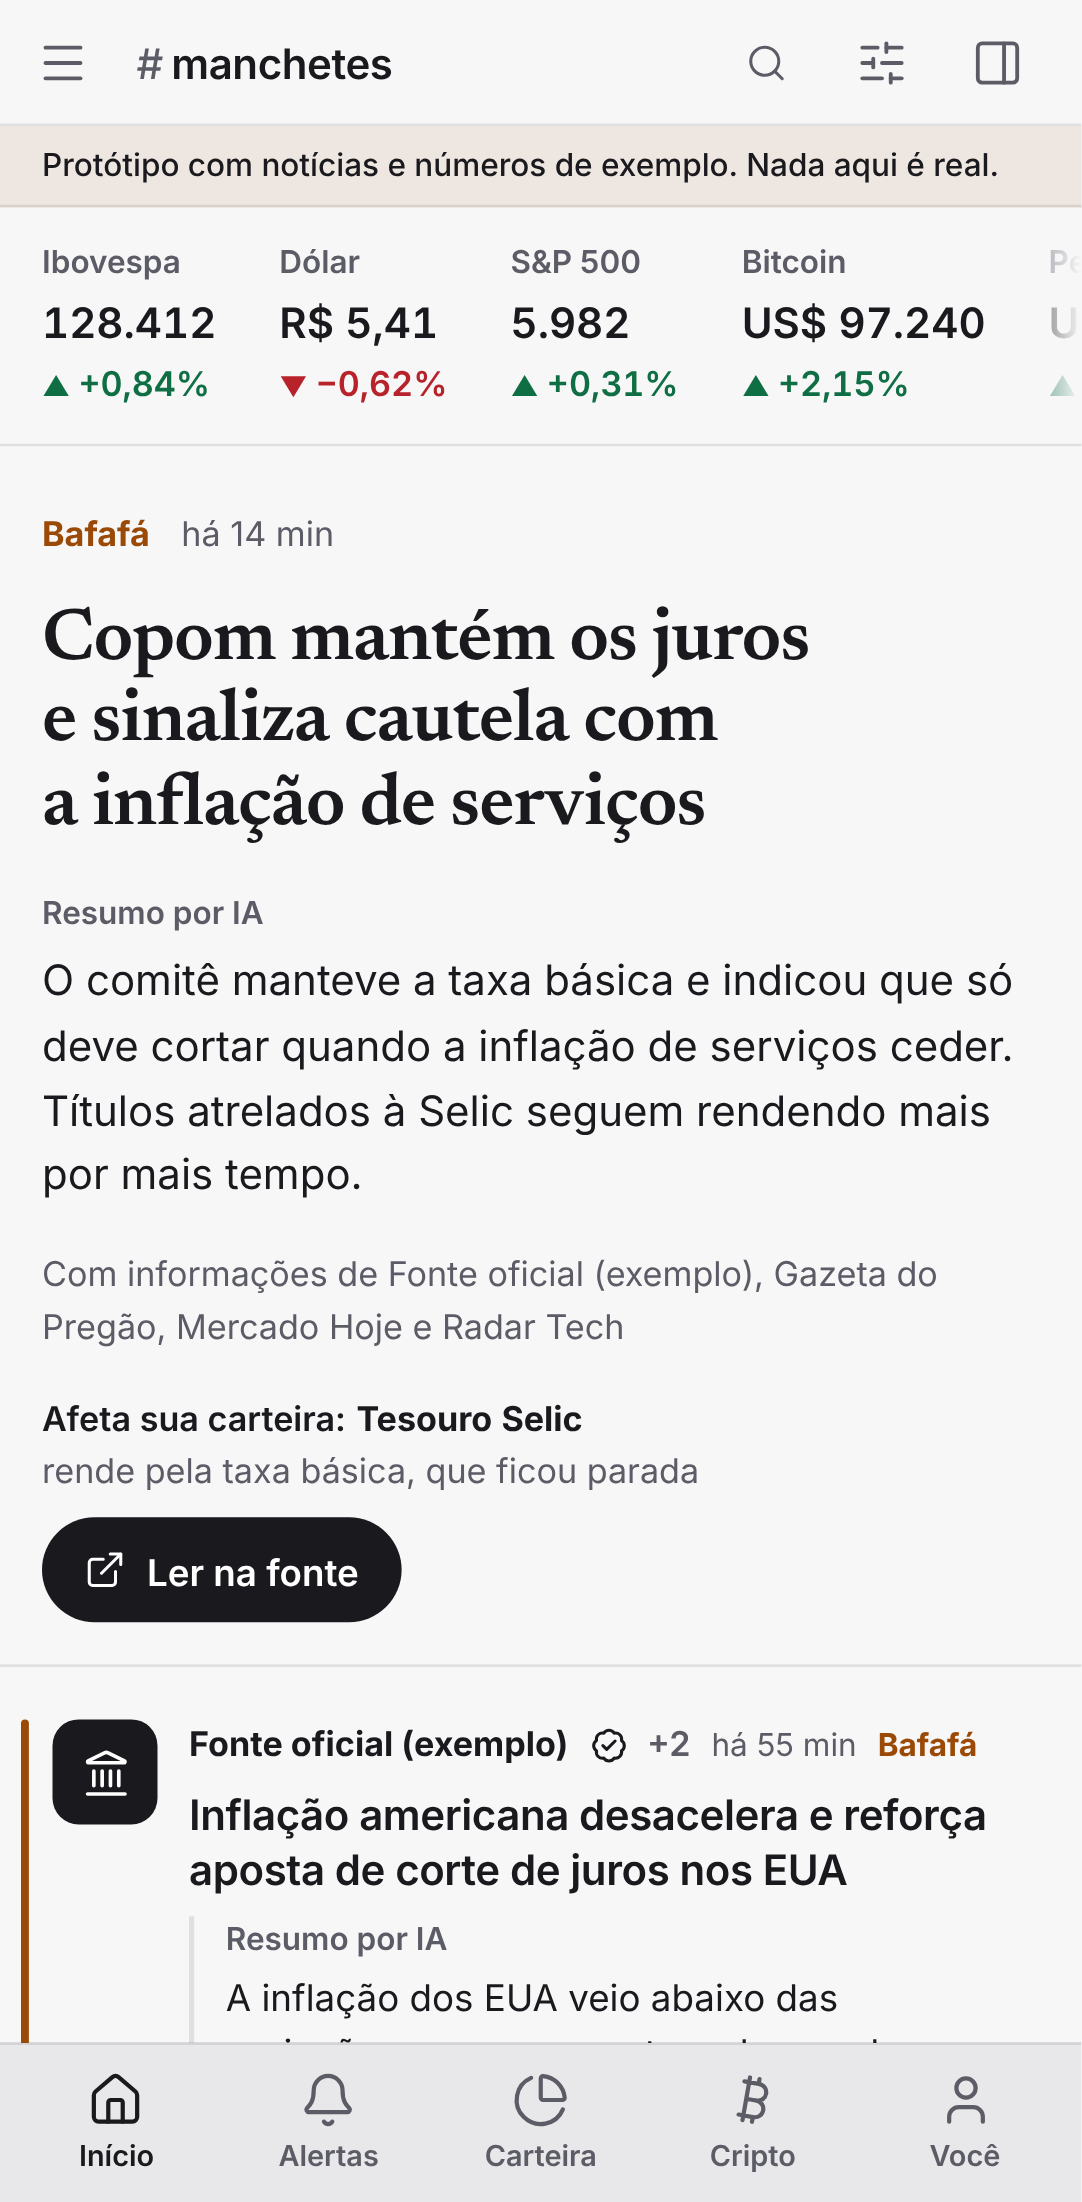 # manchetes
Protótipo com notícias e números de exemplo. Nada aqui é real.
Ibovespa Dólar S&P 500 Bitcoin
128.412 R$ 5,41 5.982 US$ 97.240
▲ +0,84% ▼ −0,62% ▲ +0,31% ▲ +2,15%
Bafafá há 14 min
Copom mantém os juros
e sinaliza cautela com
a inflação de serviços
Resumo por IA
O comitê manteve a taxa básica e indicou que só
deve cortar quando a inflação de serviços ceder.
Títulos atrelados à Selic seguem rendendo mais
por mais tempo.
Com informações de Fonte oficial (exemplo), Gazeta do
Pregão, Mercado Hoje e Radar Tech
Afeta sua carteira: Tesouro Selic
rende pela taxa básica, que ficou parada
Ler na fonte
Fonte oficial (exemplo) +2 há 55 min Bafafá
Inflação americana desacelera e reforça
aposta de corte de juros nos EUA
Resumo por IA
A inflação dos EUA veio abaixo das
Início Alertas Carteira Cripto Você